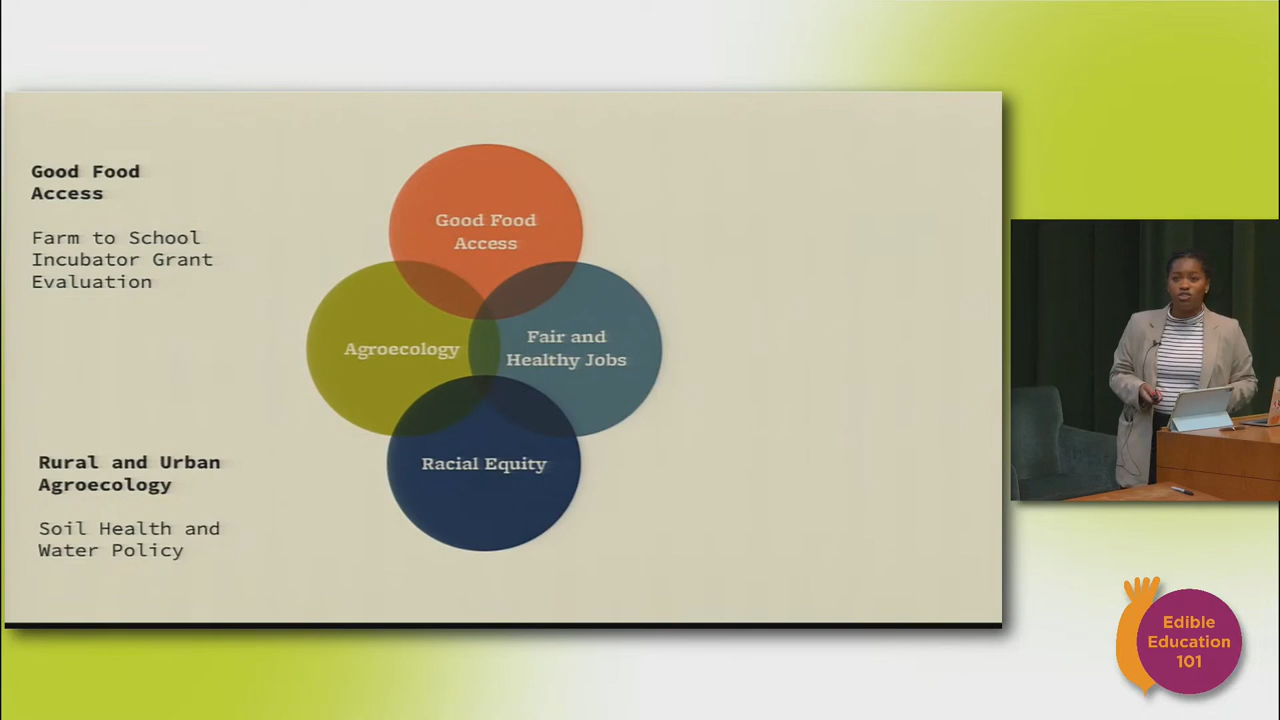 Good Food
Access
Farm to School
Incubator Grant
Evaluation
Rural and Urban
Agroecology
Soil Health and
Water Policy
Good Food
Access
Agroecology
Fair and
Healthy Jobs
Racial Equity
Edible
Education
101